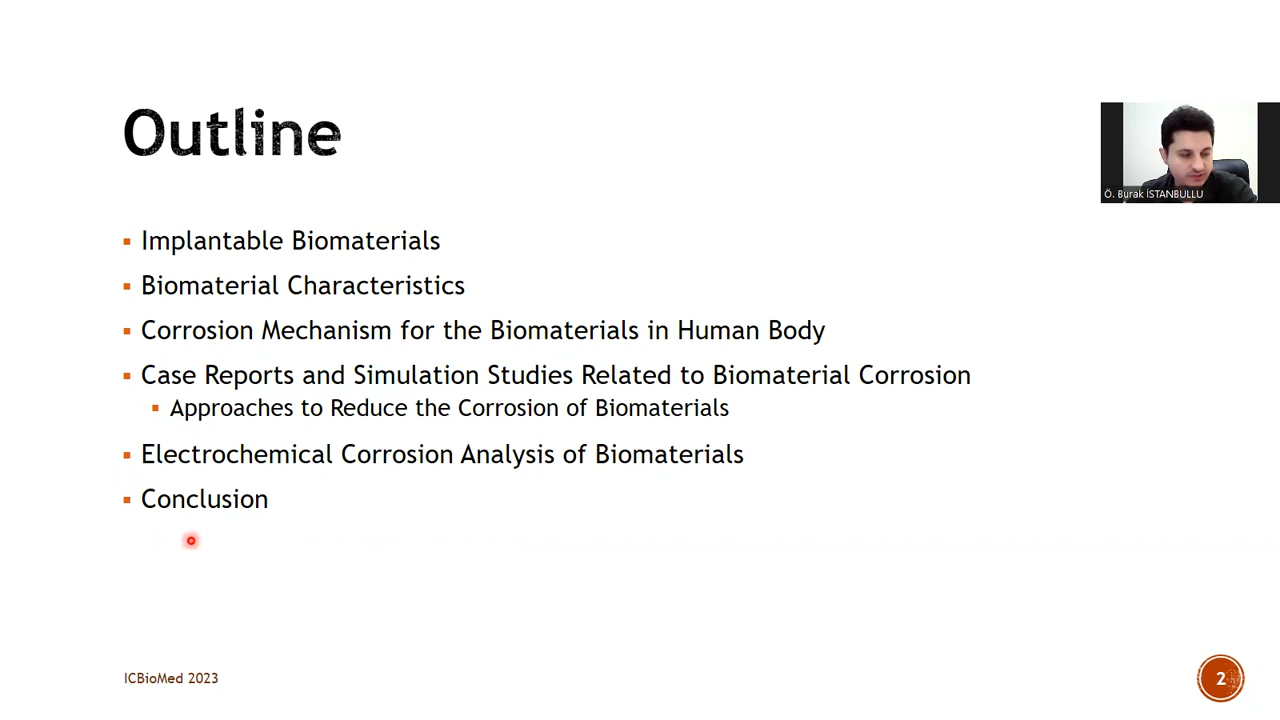 Outline
Ö. Burak İSTANBULLU
Implantable Biomaterials
Biomaterial Characteristics
Corrosion Mechanism for the Biomaterials in Human Body
Case Reports and Simulation Studies Related to Biomaterial Corrosion
Approaches to Reduce the Corrosion of Biomaterials
Electrochemical Corrosion Analysis of Biomaterials
Conclusion
ICBioMed 2023
2